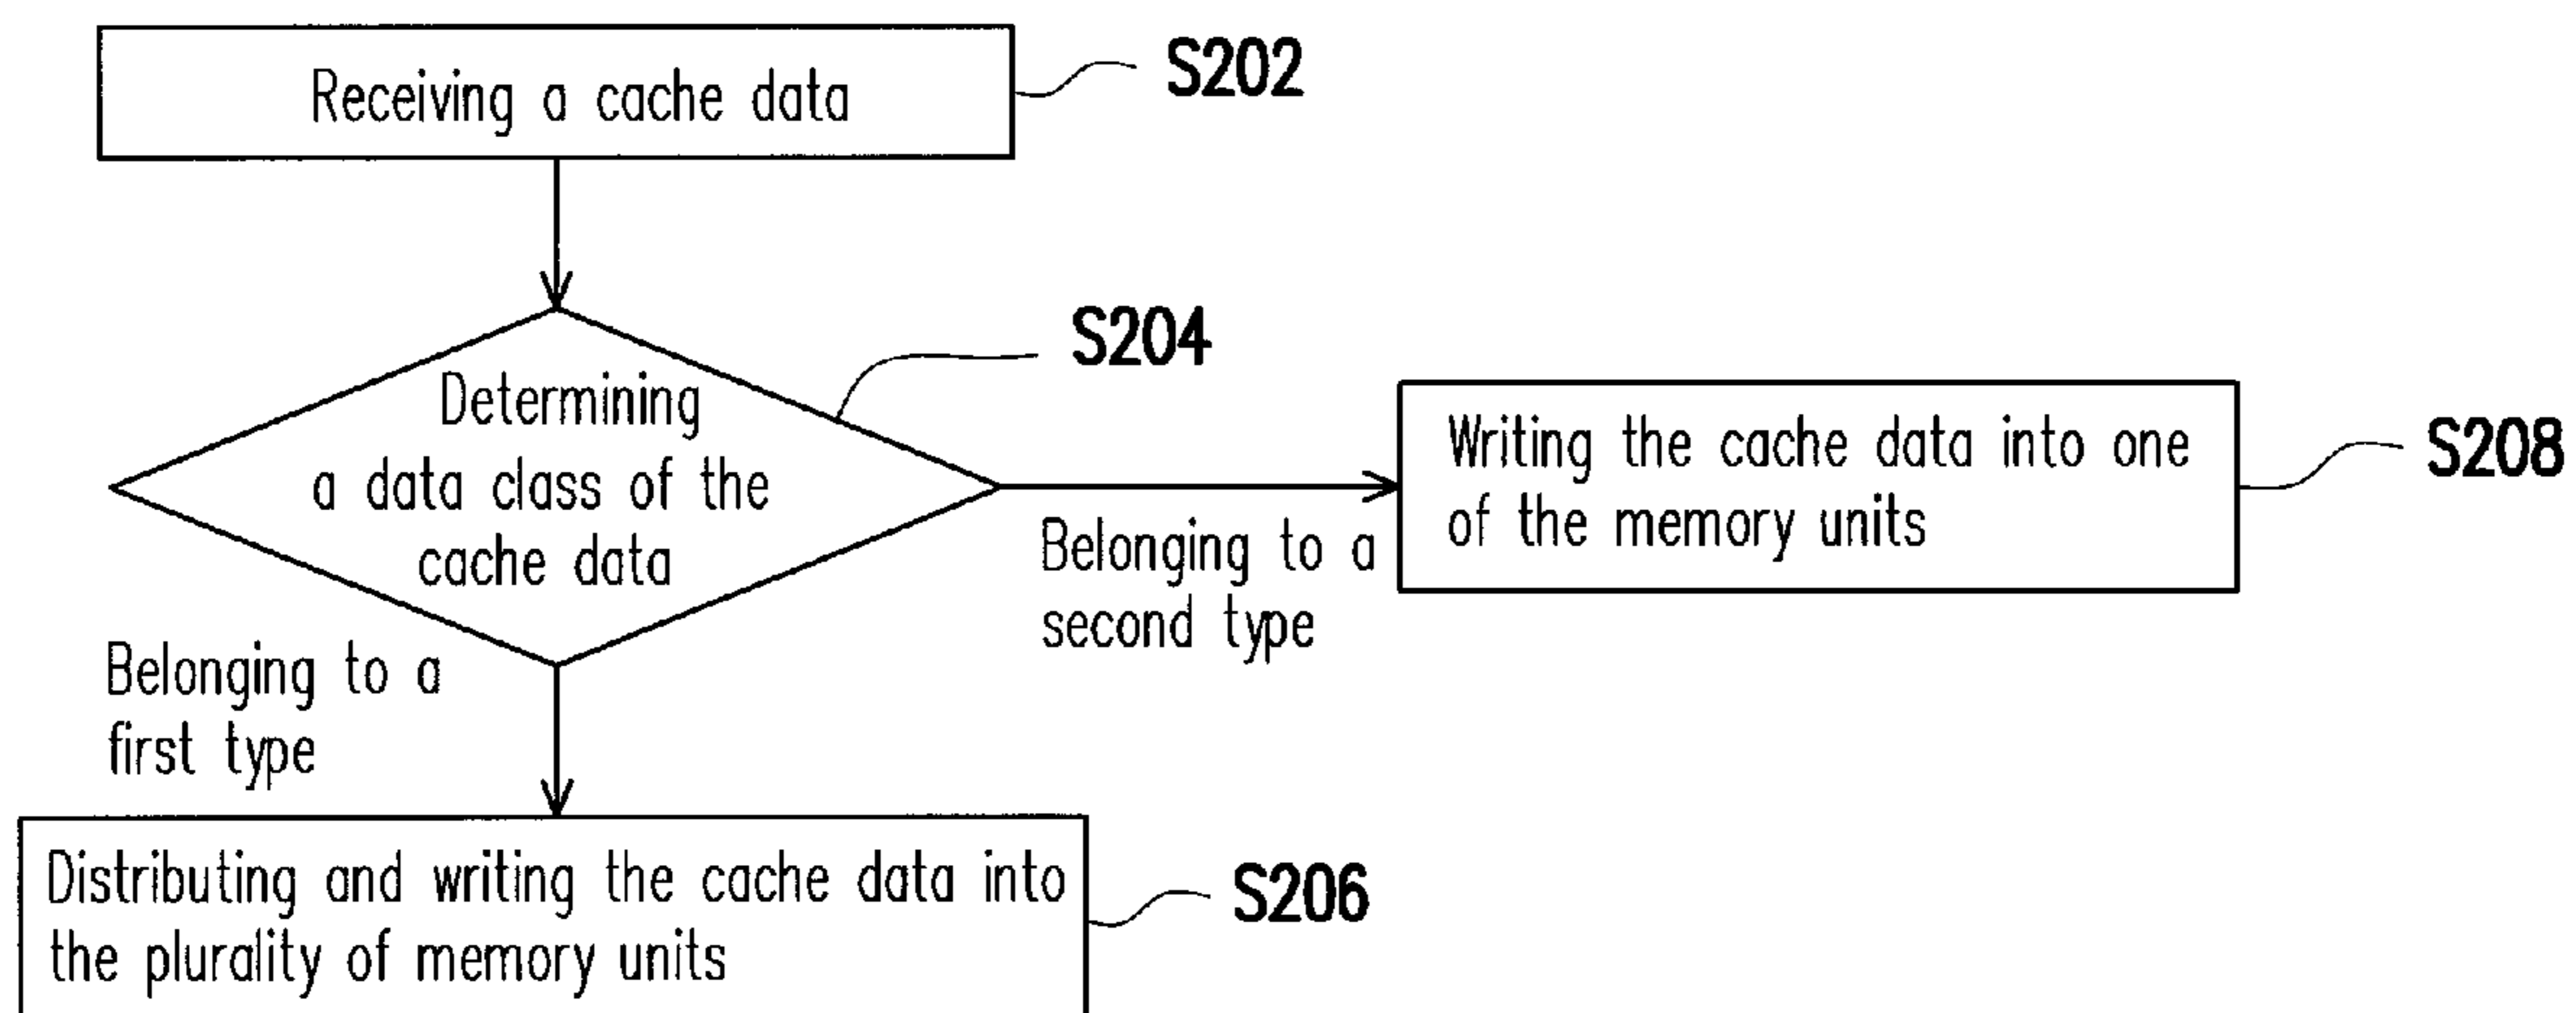 Receiving a cache data
S202
S204
Determining
a data class of the
cache data
Writing the cache data into one
of the memory units
S208
Belonging to a
second type
Belonging to a
first type
Distributing and writing the cache data into
the plurality of memory units
S206